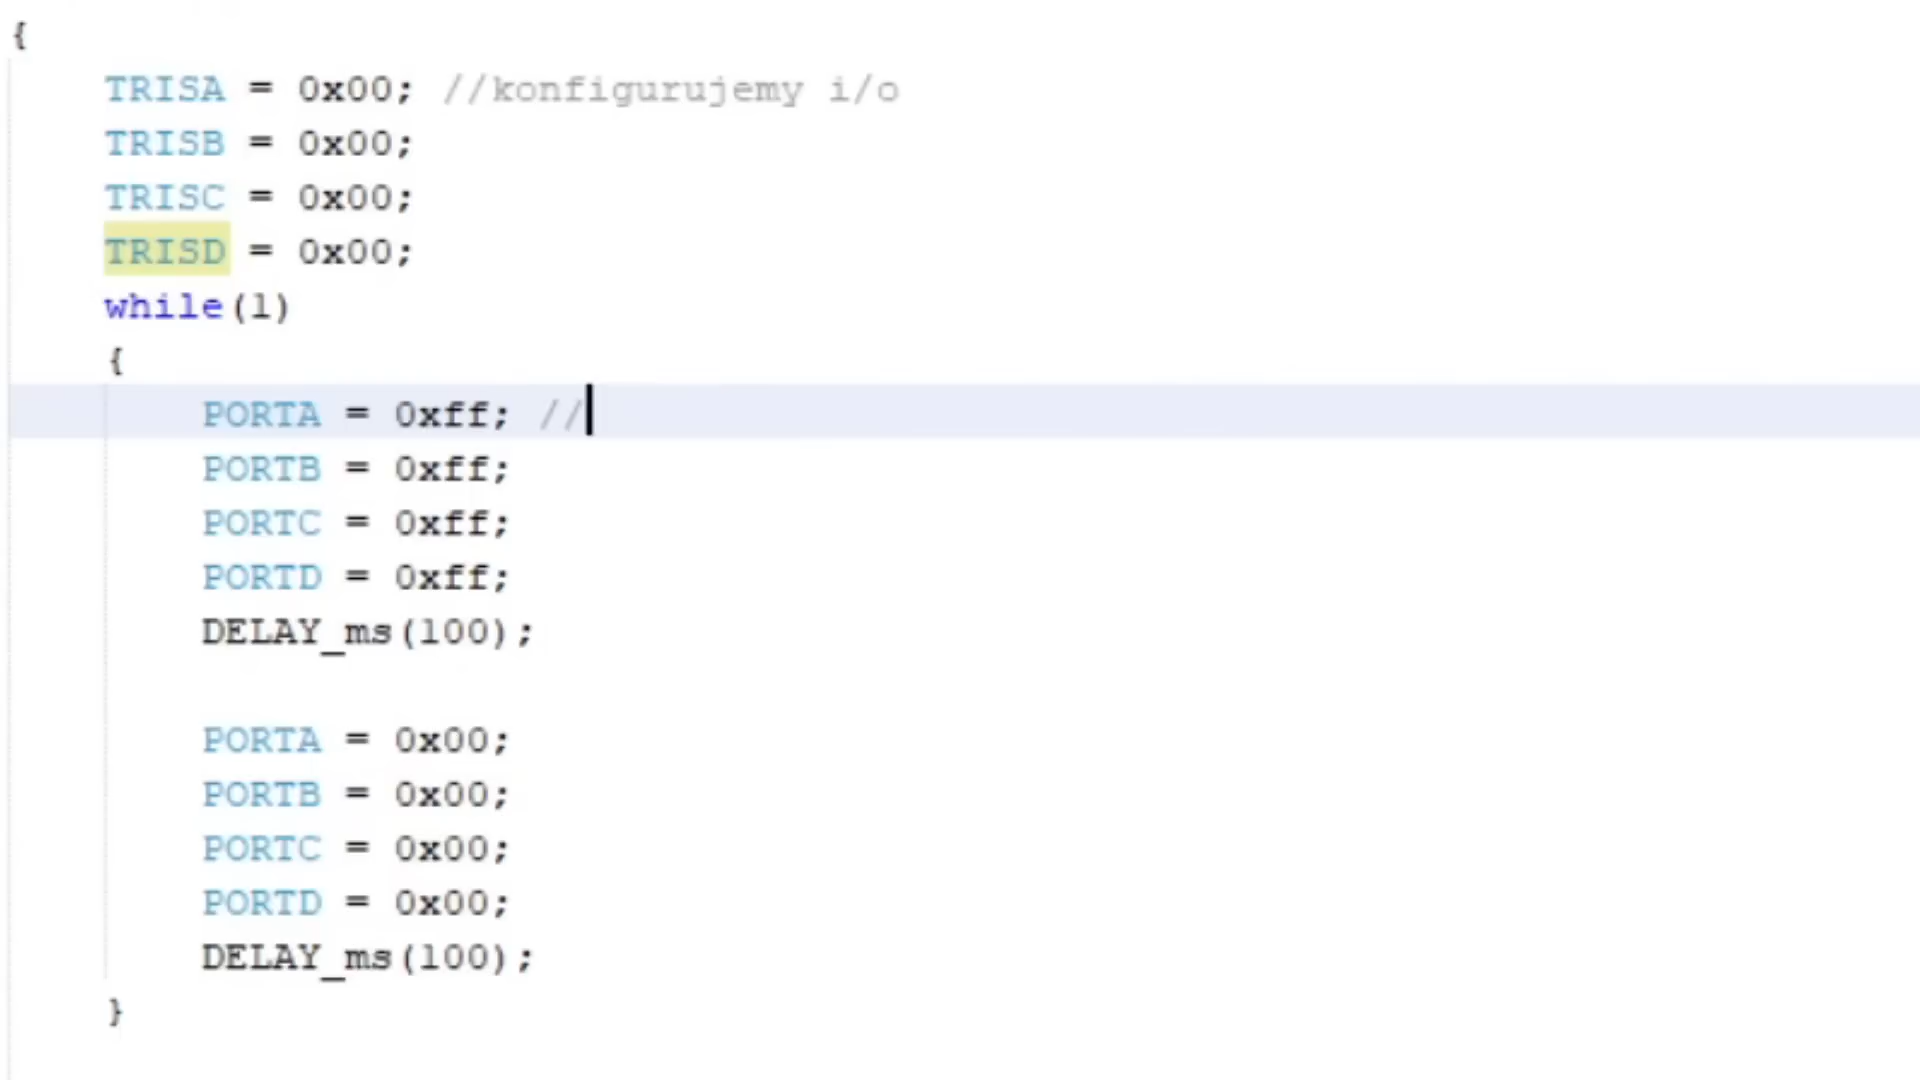 {
TRISA = 0x00; //konfigurujemy i/o
TRISB = 0x00;
TRISC = 0x00;
TRISD = 0x00;
while(1)
{
PORTA = 0xff; //
PORTB = 0xff;
PORTC = 0xff;
PORTD = 0xff;
DELAY_ms(100);
PORTA = 0x00;
PORTB = 0x00;
PORTC = 0x00;
PORTD = 0x00;
DELAY_ms(100);
}